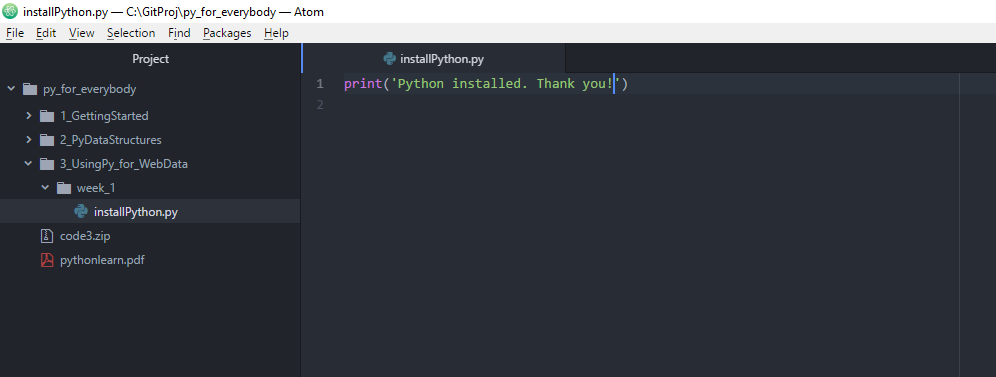 installPython.py — C:\GitProj\py_for_everybody — Atom
File Edit View Selection Find Packages Help
Project
installPython.py
py_for_everybody
1_GettingStarted
2_PyDataStructures
3_UsingPy_for_WebData
week_1
installPython.py
code3.zip
pythonlearn.pdf
1 print('Python installed. Thank you!')
2